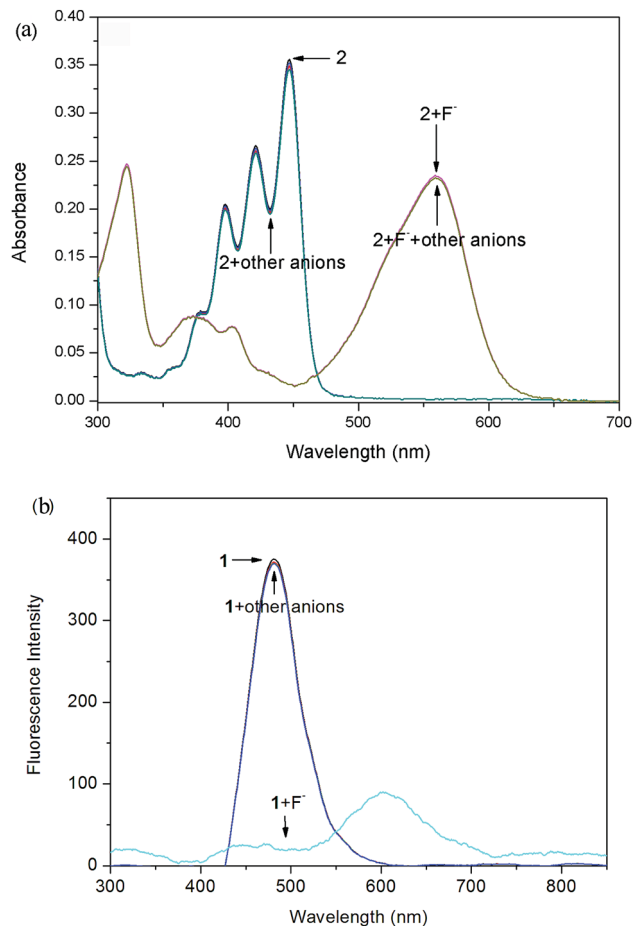 (a)
0.40
0.35
0.30
0.25
0.20
0.15
0.10
0.05
0.00
Absorbance
2
2+F-
2+other anions
2+F-+other anions
300 400 500 600 700
Wavelength (nm)
(b)
400
300
200
100
0
Fluorescence Intensity
1
1+other anions
1+F-
300 400 500 600 700 800
Wavelength (nm)